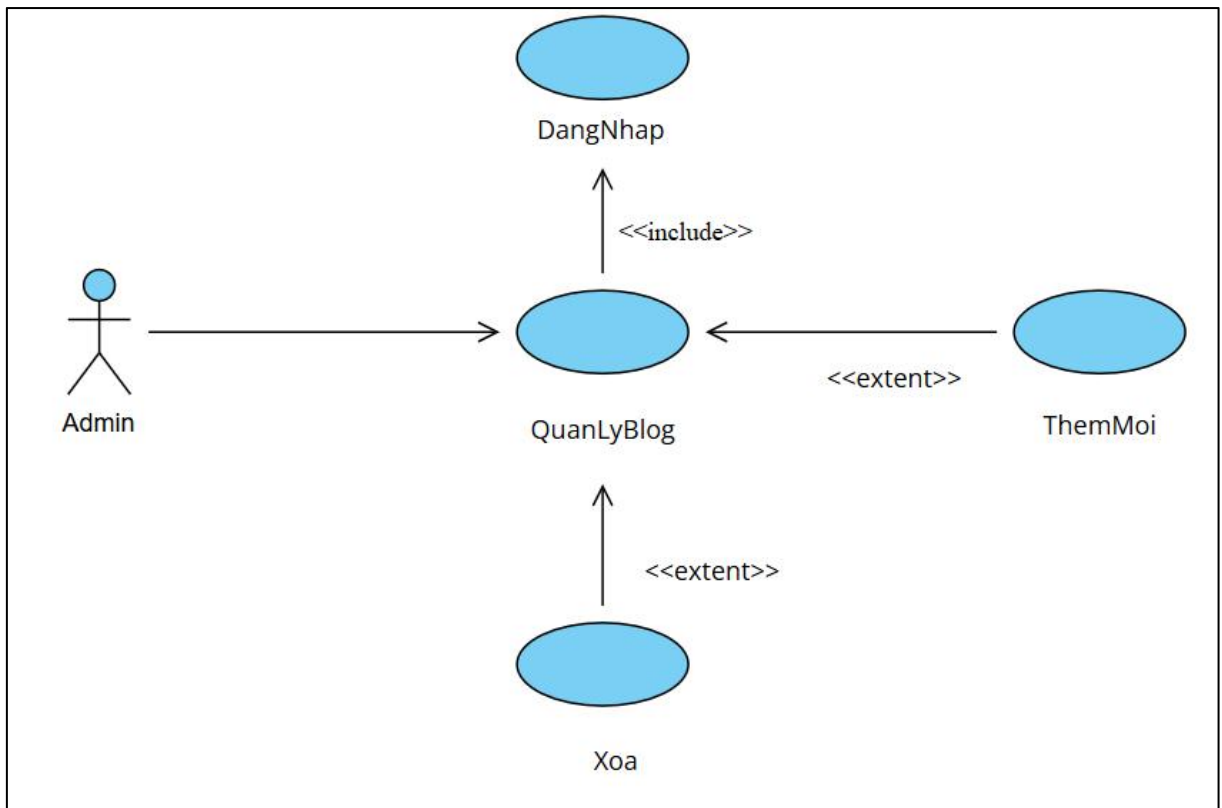 DangNhap
<<include>>
Admin
QuanLyBlog
<<extent>>
ThemMoi
<<extent>>
Xoa